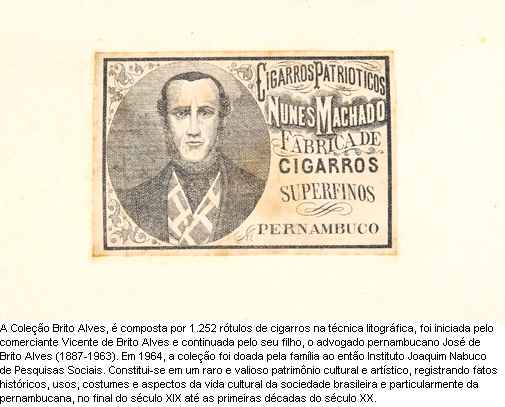 CIGARROS PATRIOTICOS
NUNES MACHADO
FABRICA DE
CIGARROS
SUPERFINOS
PERNAMBUCO
A Coleção Brito Alves, é composta por 1.252 rótulos de cigarros na técnica litográfica, foi iniciada pelo
comerciante Vicente de Brito Alves e continuada pelo seu filho, o advogado pernambucano José de
Brito Alves (1887-1963). Em 1964, a coleção foi doada pela família ao então Instituto Joaquim Nabuco
de Pesquisas Sociais. Constitui-se em um raro e valioso patrimônio cultural e artístico, registrando fatos
históricos, usos, costumes e aspectos da vida cultural da sociedade brasileira e particularmente da
pernambucana, no final do século XIX até as primeiras décadas do século XX.